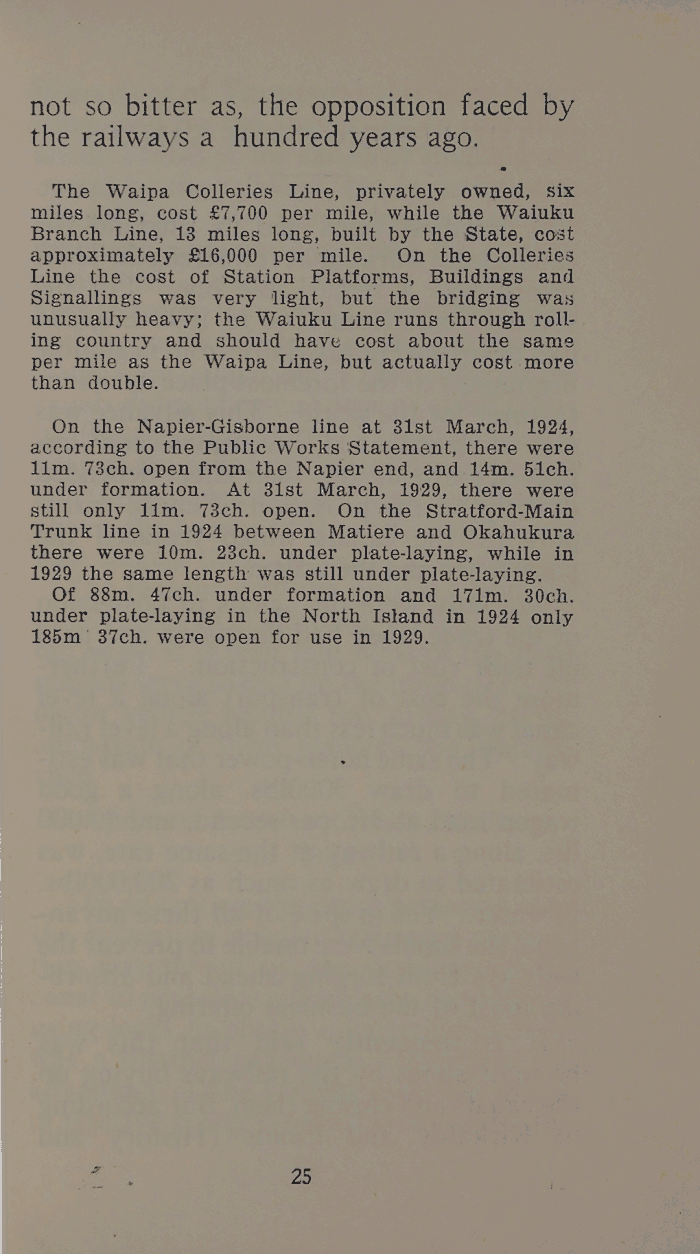 not so bitter as, the opposition faced by
the railways a hundred years ago.
The Waipa Colleries Line, privately owned, six
miles long, cost £7,700 per mile, while the Waiuku
Branch Line, 13 miles long, built by the State, cost
approximately £16,000 per mile. On the Colleries
Line the cost of Station Platforms, Buildings and
Signallings was very light, but the bridging was
unusually heavy; the Waiuku Line runs through roll-
ing country and should have cost about the same
per mile as the Waipa Line, but actually cost more
than double.
On the Napier-Gisborne line at 31st March, 1924,
according to the Public Works Statement, there were
11m. 73ch. open from the Napier end, and 14m. 51ch.
under formation. At 31st March, 1929, there were
still only 11m. 73ch. open. On the Stratford-Main
Trunk line in 1924 between Matiere and Okahukura
there were 10m. 23ch. under plate-laying, while in
1929 the same length was still under plate-laying.
Of 88m. 47ch. under formation and 171m. 30ch.
under plate-laying in the North Island in 1924 only
185m 37ch. were open for use in 1929.
25